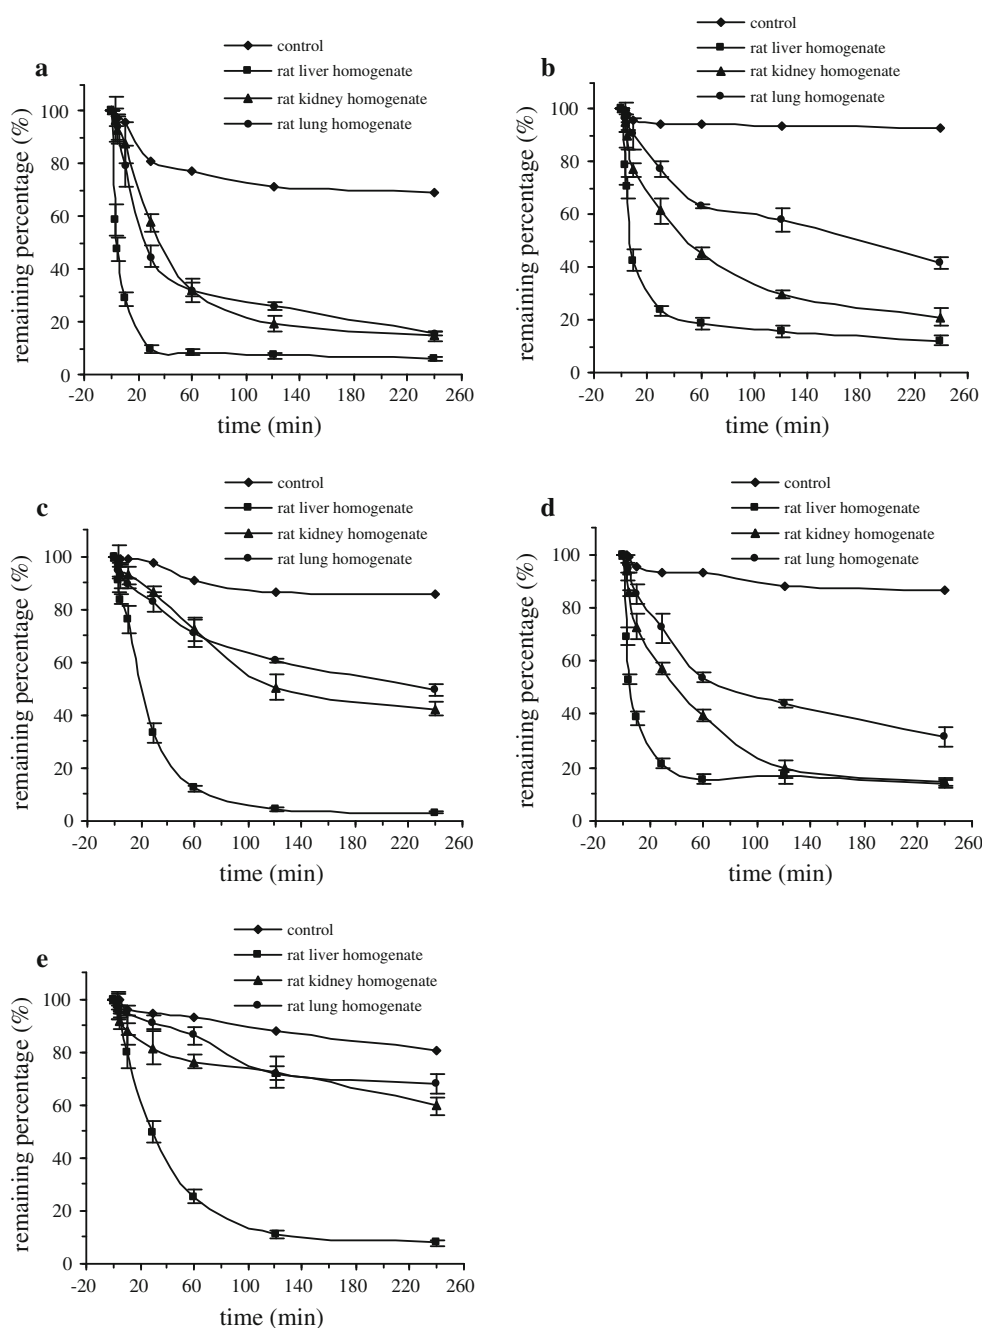 a
control
rat liver homogenate
rat kidney homogenate
rat lung homogenate
remaining percentage (%)
100
80
60
40
20
0
-20 20 60 100 140 180 220 260
time (min)
b
control
rat liver homogenate
rat kidney homogenate
rat lung homogenate
remaining percentage (%)
100
80
60
40
20
0
-20 20 60 100 140 180 220 260
time (min)
c
control
rat liver homogenate
rat kidney homogenate
rat lung homogenate
remaining percentage (%)
100
80
60
40
20
0
-20 20 60 100 140 180 220 260
time (min)
d
control
rat liver homogenate
rat kidney homogenate
rat lung homogenate
remaining percentage (%)
100
80
60
40
20
0
-20 20 60 100 140 180 220 260
time (min)
e
control
rat liver homogenate
rat kidney homogenate
rat lung homogenate
remaining percentage (%)
100
80
60
40
20
0
-20 20 60 100 140 180 220 260
time (min)